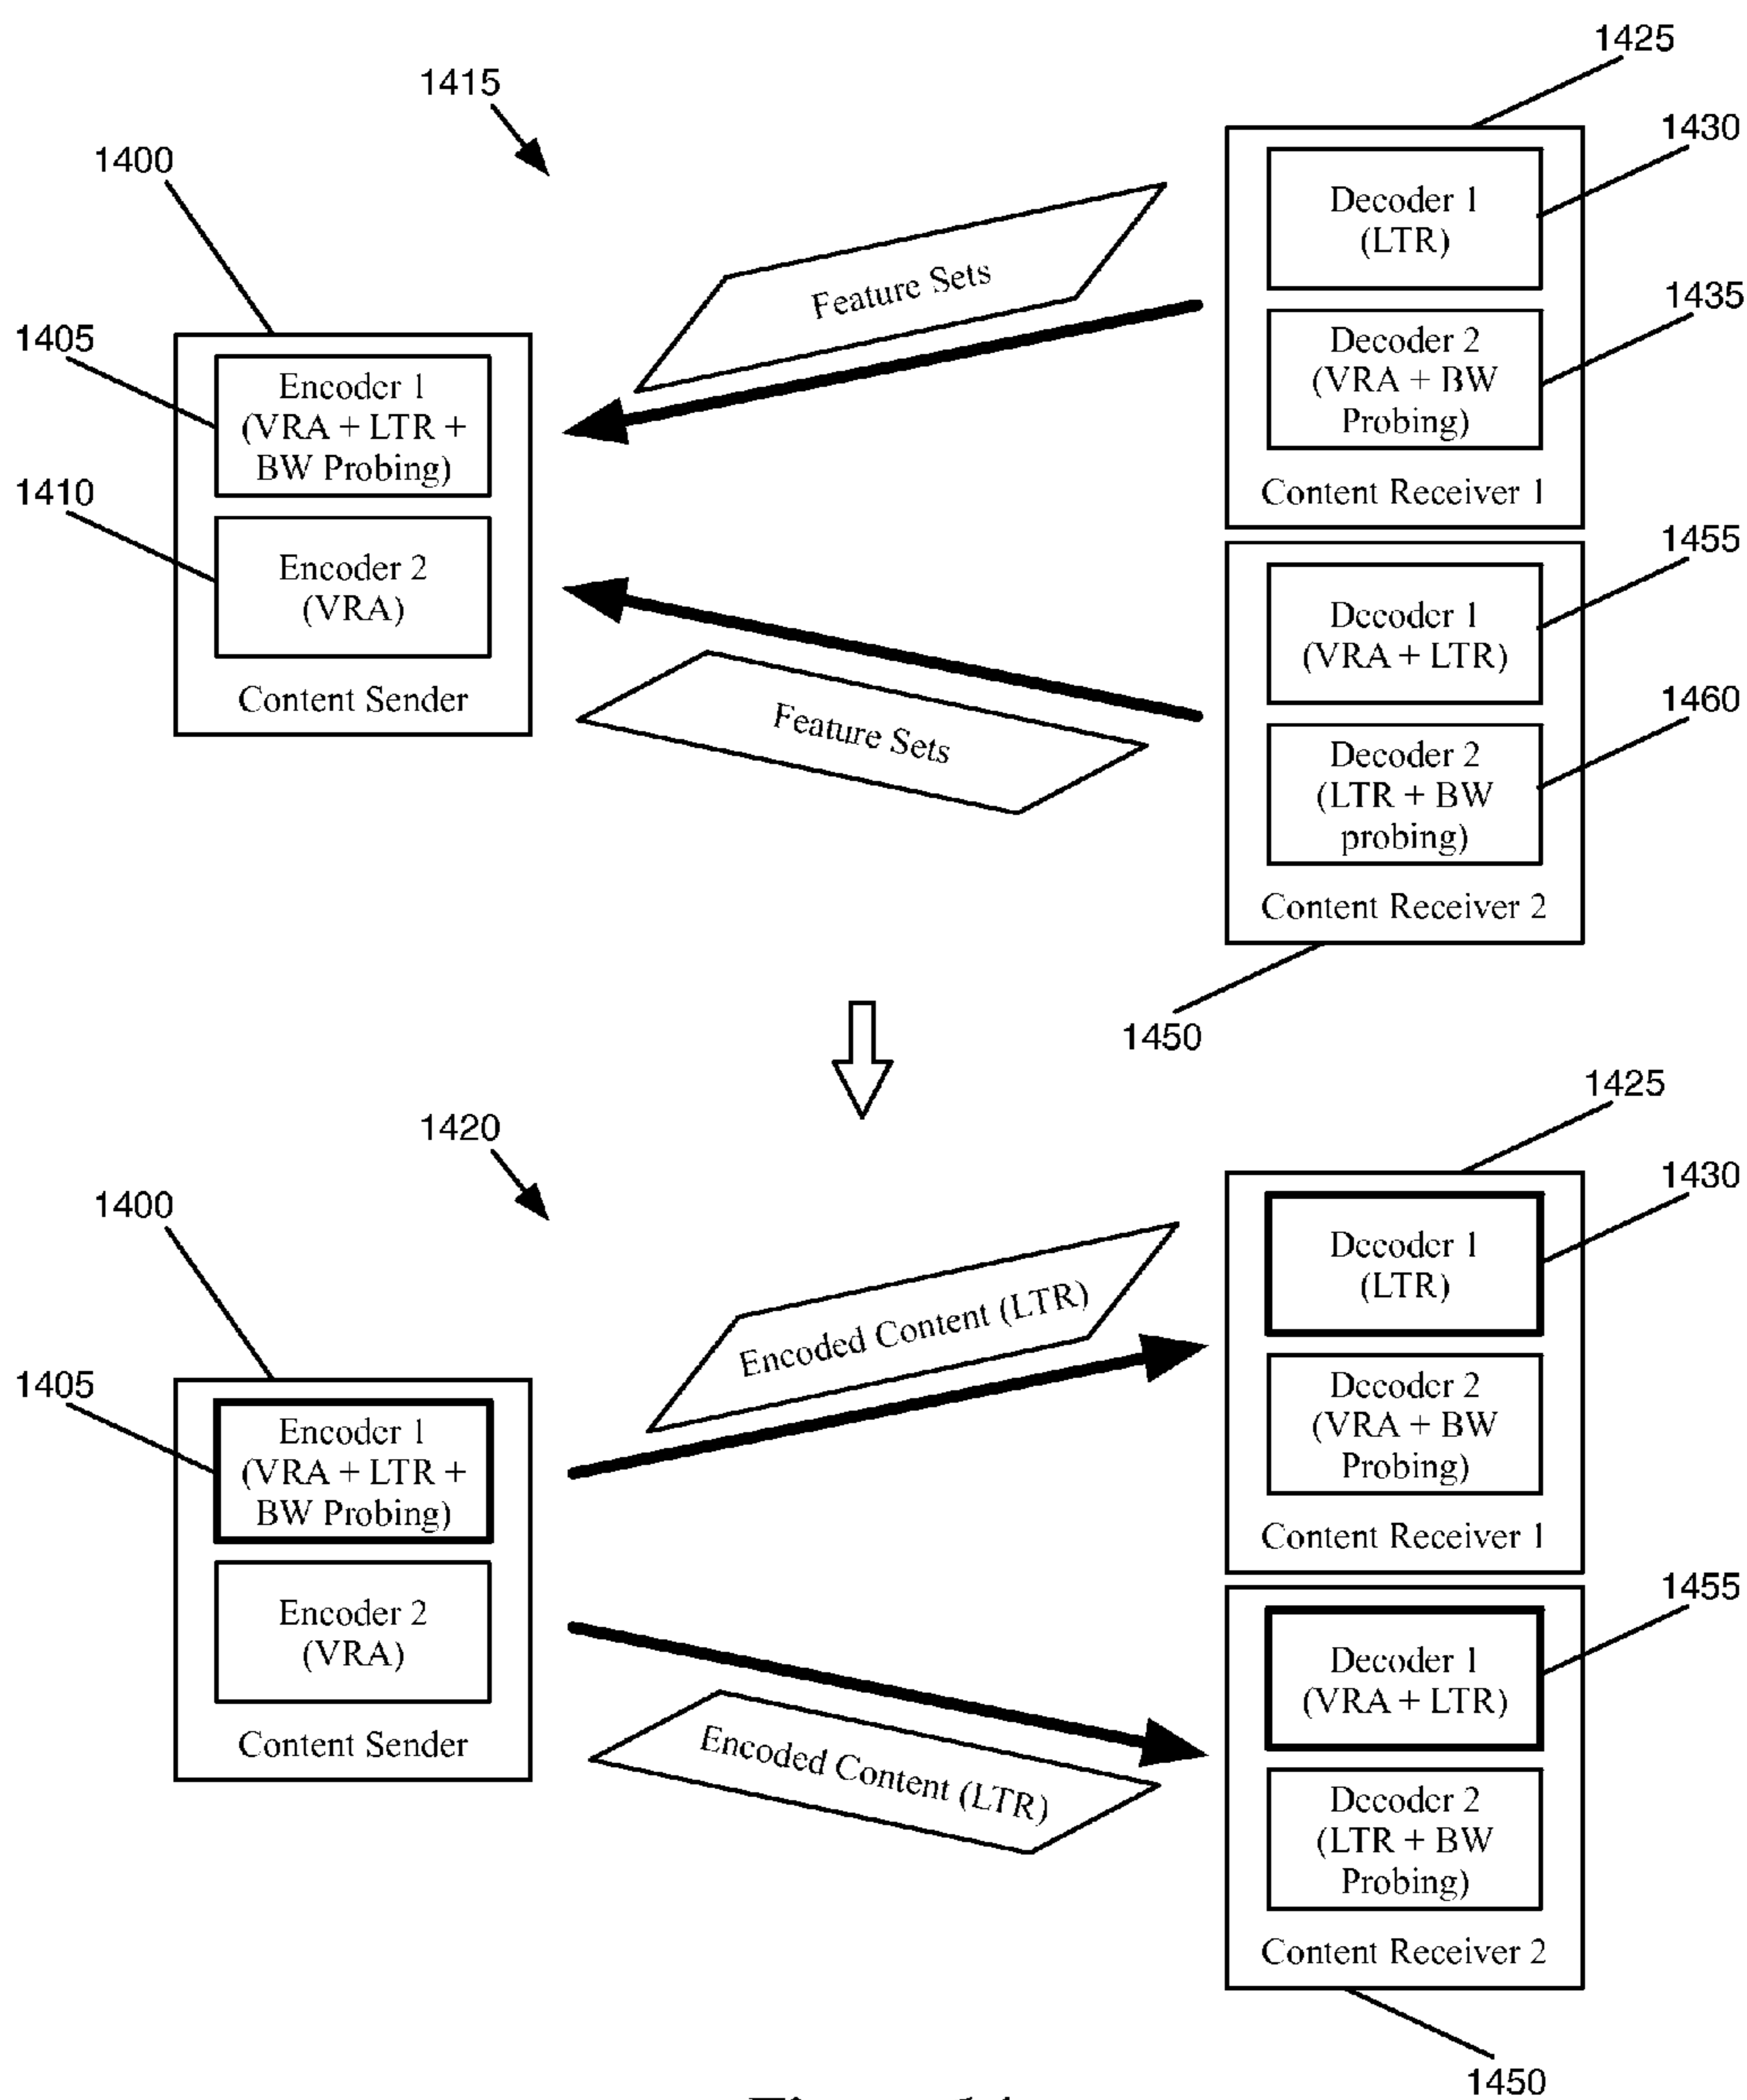 1425
1415
1430
1400
Decoder 1
(LTR)
Feature Sets
1435
1405
Decoder 2
(VRA + BW
Probing)
Encoder 1
(VRA + LTR +
BW Probing)
1410
Content Receiver 1
1455
Encoder 2
(VRA)
Decoder 1
(VRA + LTR)
Content Sender
1460
Feature Sets
Decoder 2
(LTR + BW
probing)
Content Receiver 2
1450
1425
1420
1430
1400
Decoder 1
(LTR)
Encoded Content (LTR)
1405
Decoder 2
(VRA + BW
Probing)
Encoder 1
(VRA + LTR +
BW Probing)
Content Receiver 1
1455
Encoder 2
(VRA)
Decoder 1
(VRA + LTR)
Content Sender
Encoded Content (LTR)
Decoder 2
(LTR + BW
Probing)
Content Receiver 2
1450